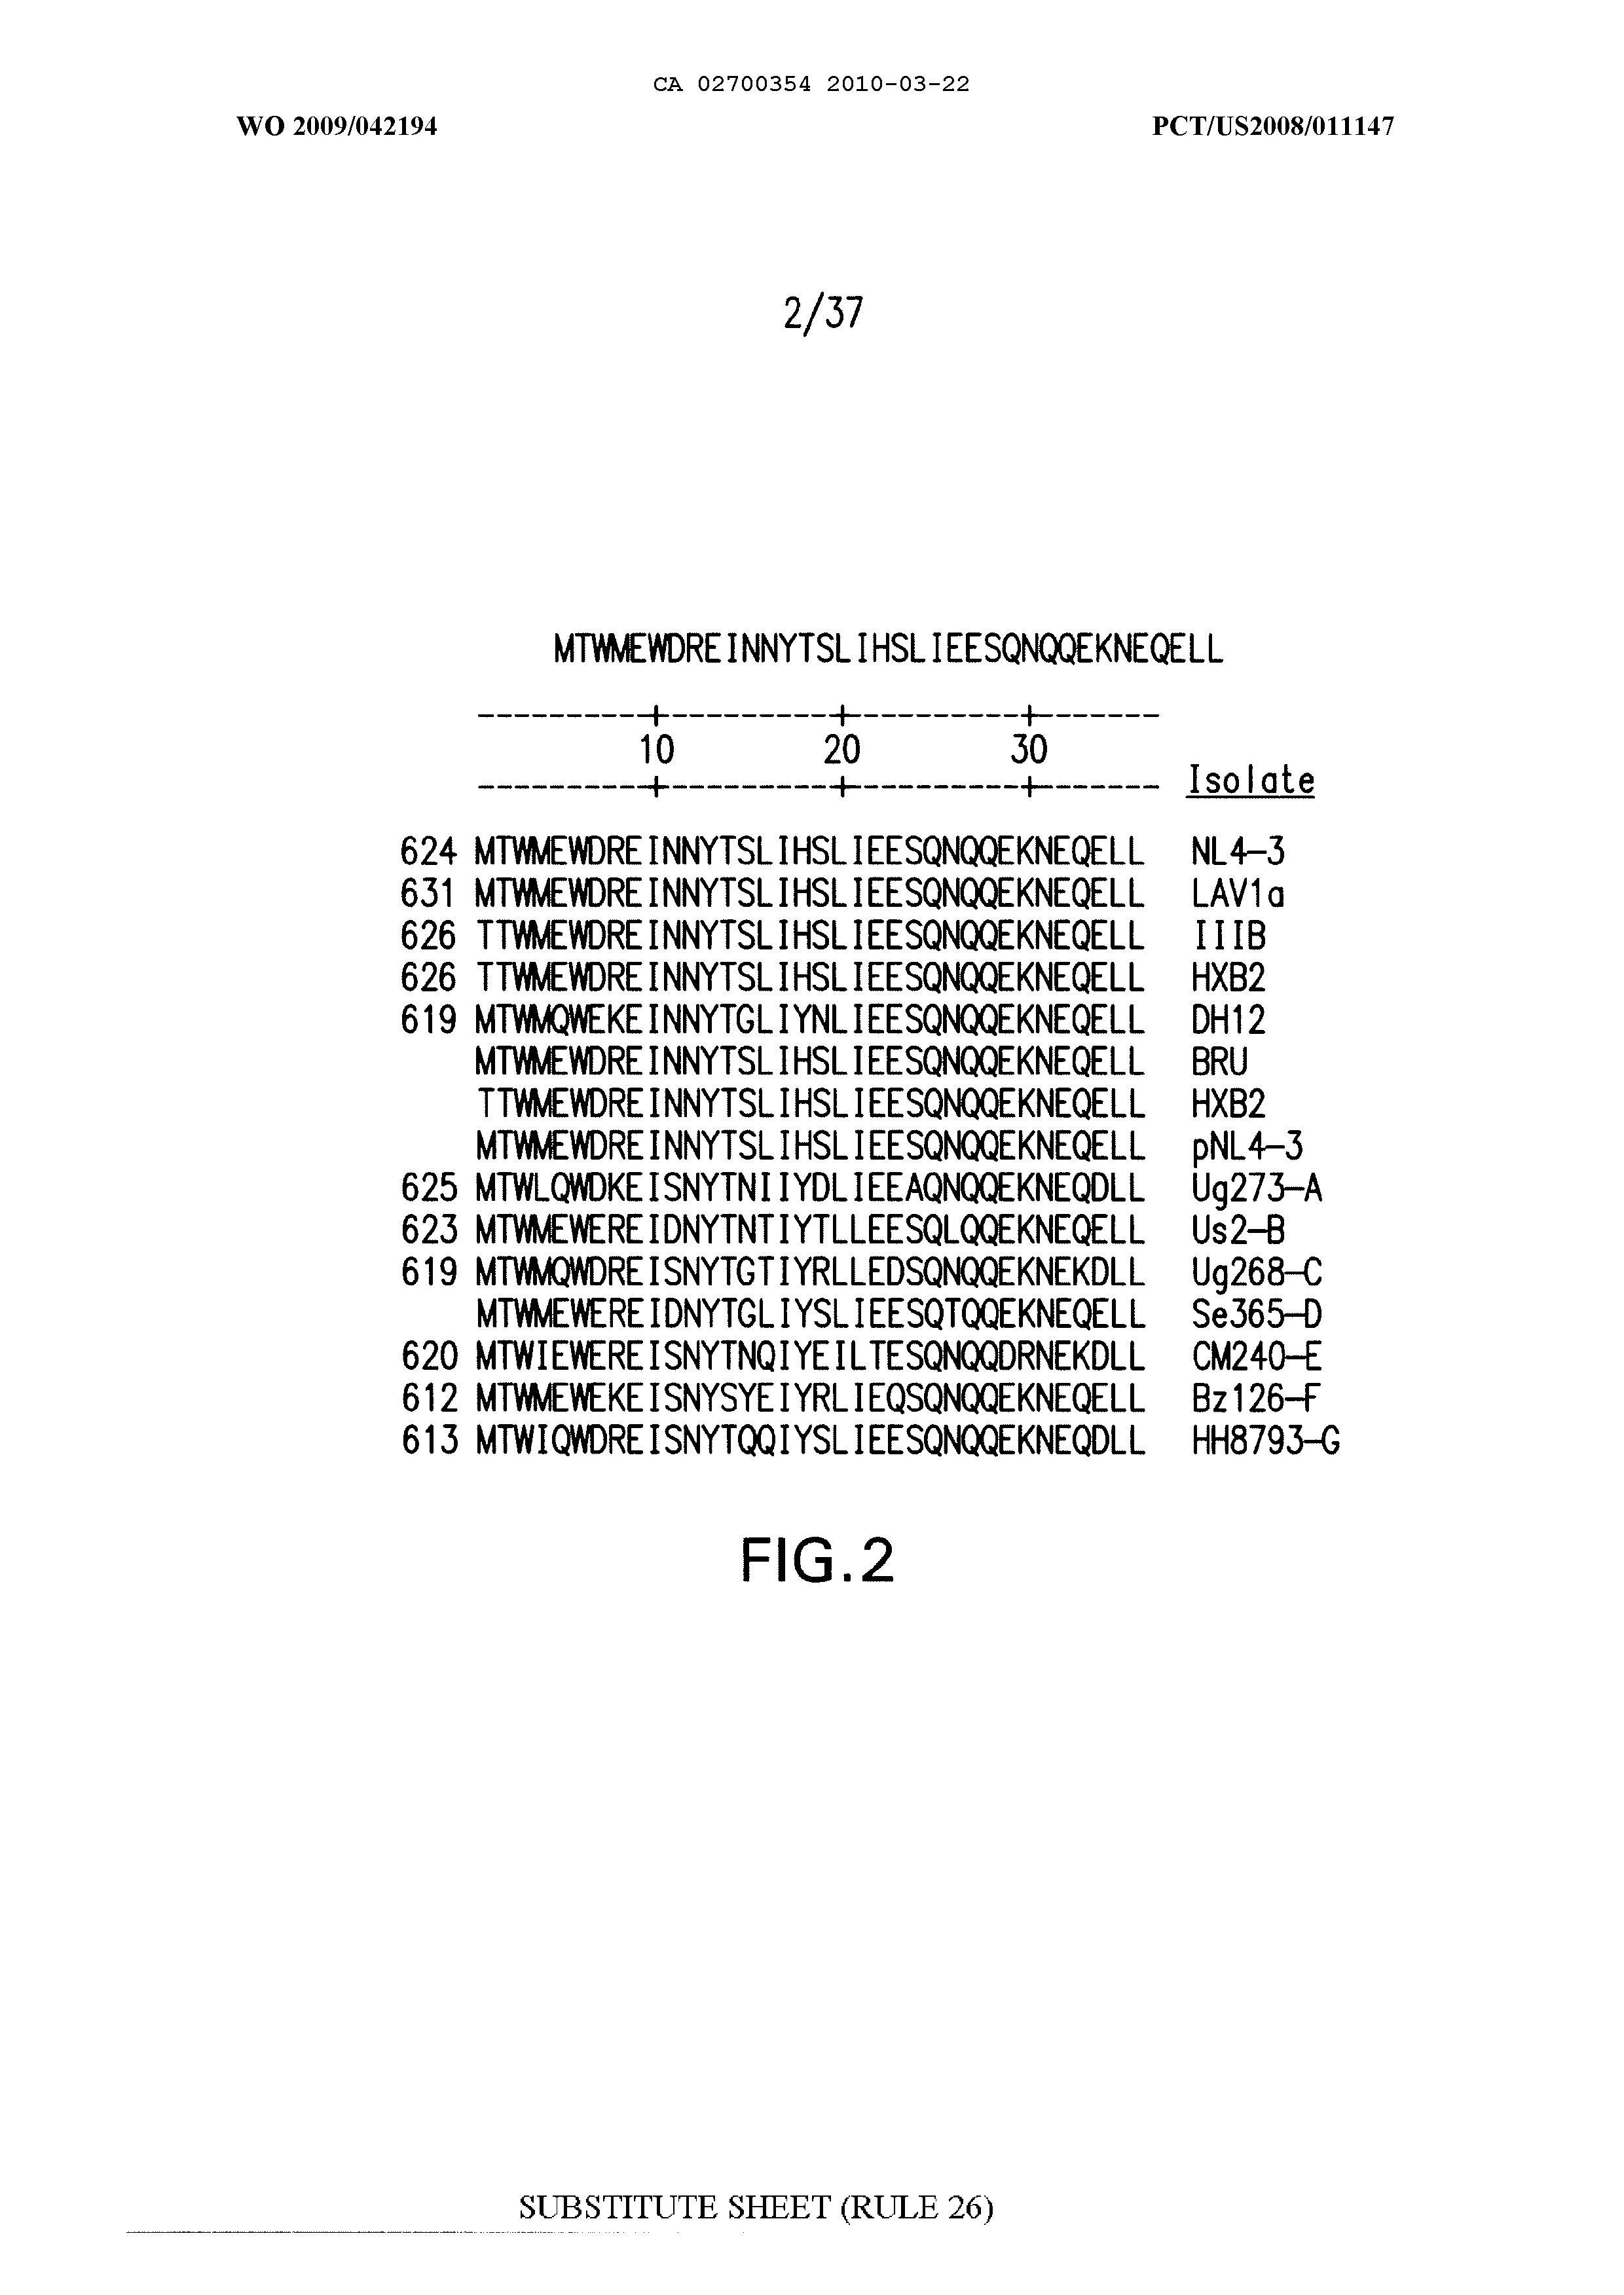 CA 02700354 2010-03-22
WO 2009/042194 PCT/US2008/011147
2/37
MTWMEWDREINNYTSLIHSLIEESQNQQEKNEQELL
---------+---------+---------+-------
10 20 30
---------+---------+---------+------- Isolate
624 MTWMEWDREINNYTSLIHSLIEESQNQQEKNEQELL NL4-3
631 MTWMEWDREINNYTSLIHSLIEESQNQQEKNEQELL LAV1a
626 TTWMEWDREINNYTSLIHSLIEESQNQQEKNEQELL IIIB
626 TTWMEWDREINNYTSLIHSLIEESQNQQEKNEQELL HXB2
619 MTWMQWEKEINNYTGLIYNLIEESQNQQEKNEQELL DH12
MTWMEWDREINNYTSLIHSLIEESQNQQEKNEQELL BRU
TTWMEWDREINNYTSLIHSLIEESQNQQEKNEQELL HXB2
MTWMEWDREINNYTSLIHSLIEESQNQQEKNEQELL pNL4-3
625 MTWLQWDKEISNYTNIIYDLIEEAQNQQEKNEQDLL Ug273-A
623 MTWMEWEREIDNYTNTIYTLLEESQLQQEKNEQELL Us2-B
619 MTWMQWDREISNYTGTIYRLLEDSQNQQEKNEKDLL Ug268-C
MTWMEWEREIDNYTGLIYSLIEESQTQQEKNEQELL Se365-D
620 MTWIEWEREISNYTNQIYEILTESQNQQDRNEKDLL CM240-E
612 MTWMEWEKEISNYSYEIYRLIEQSQNQQEKNEQELL Bz126-F
613 MTWIQWDREISNYTQQIYSLIEESQNQQEKNEQDLL HH8793-G
FIG.2
SUBSTITUTE SHEET (RULE 26)